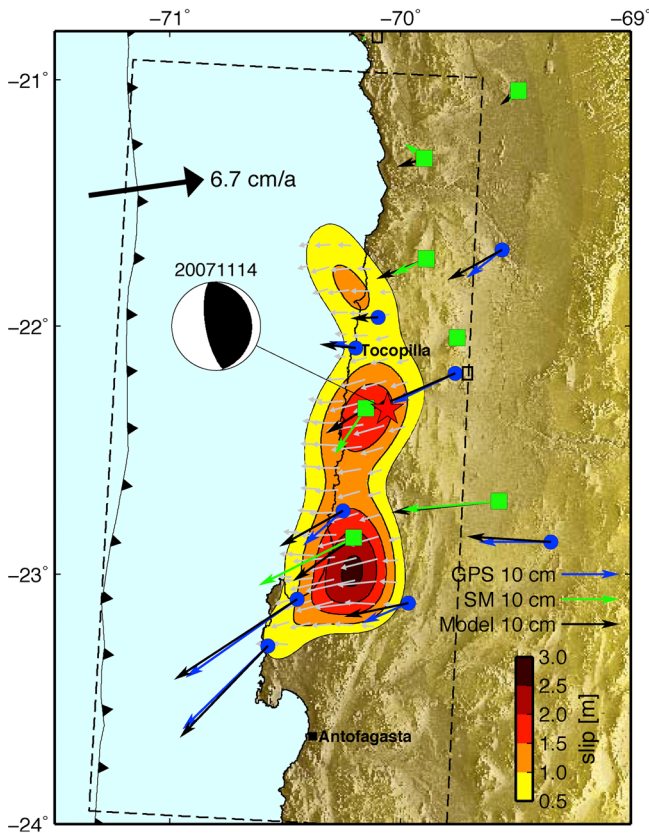 −71° −70° −69°
−21°
6.7 cm/a
20071114
−22°
Tocopilla
−23°
GPS 10 cm
SM 10 cm
Model 10 cm
3.0
2.5
2.0
1.5
1.0
0.5
slip [m]
Antofagasta
−24°